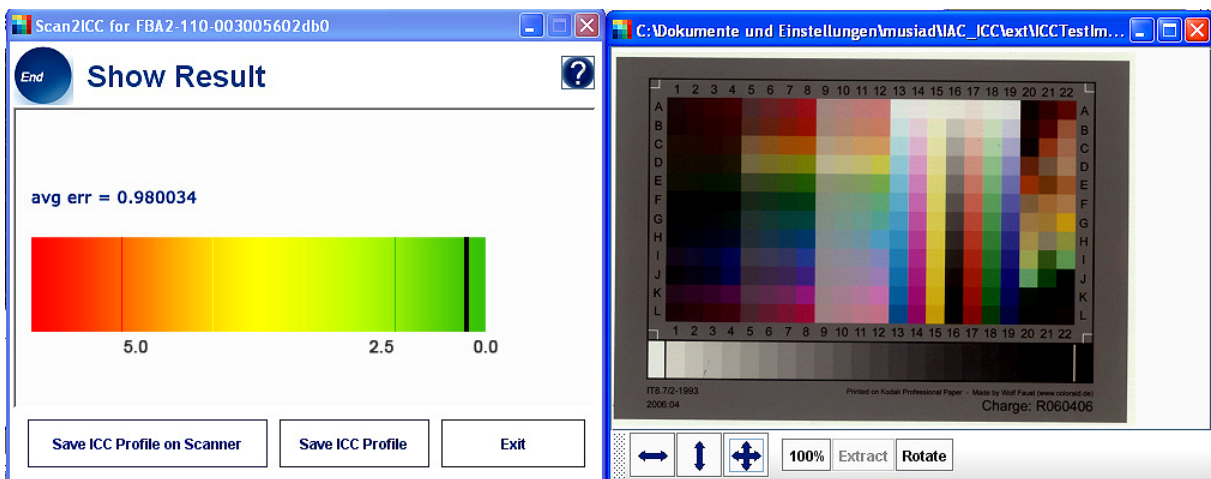 Scan2ICC for FBA2-110-003005602db0
End
Show Result
?
avg err = 0.980034
5.0
2.5
0.0
Save ICC Profile on Scanner
Save ICC Profile
Exit
C:\Dokumente und Einstellungen\musiad\IAC_ICC\ext\ICCTestIm...
1 2 3 4 5 6 7 8 9 10 11 12 13 14 15 16 17 18 19 20 21 22
A A
B B
C C
D D
E E
F F
G G
H H
I I
J J
K K
L L
1 2 3 4 5 6 7 8 9 10 11 12 13 14 15 16 17 18 19 20 21 22
IT8.7/2-1993
Printed on Kodak Professional Paper - Made by Wolf Faust (www.coloraid.de)
2006:04
Charge: R060406
100%
Extract
Rotate